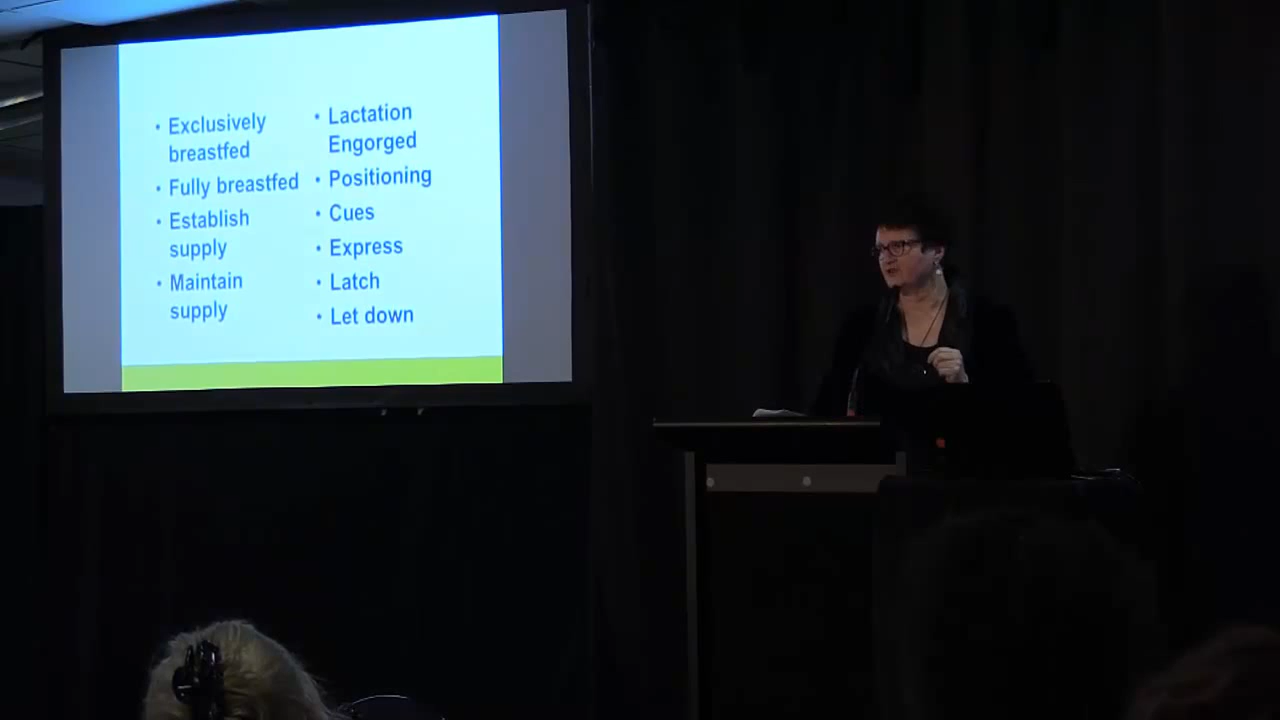 • Exclusively
breastfed
• Fully breastfed
• Establish
supply
• Maintain
supply
• Lactation
Engorged
• Positioning
• Cues
• Express
• Latch
• Let down